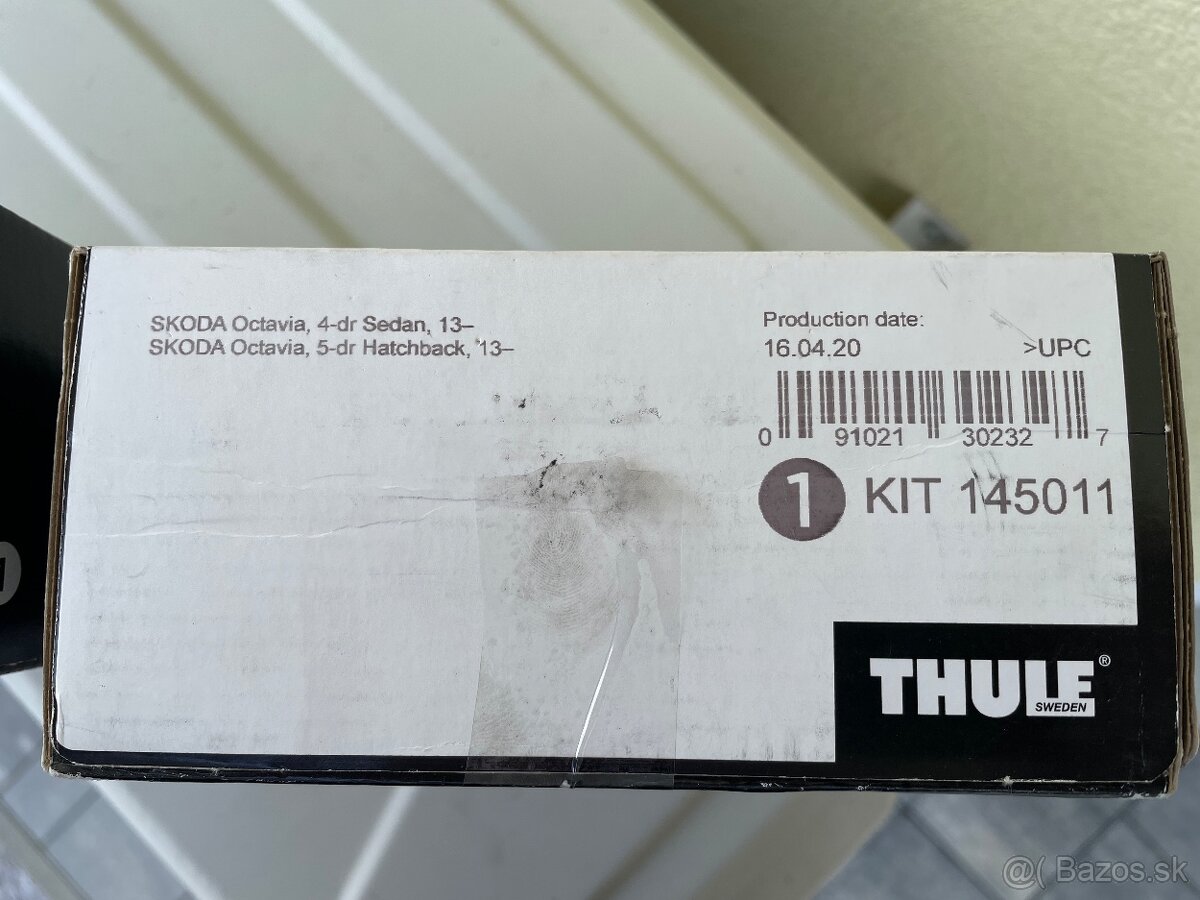 SKODA Octavia, 4-dr Sedan, 13–
SKODA Octavia, 5-dr Hatchback, 13–
Production date:
16.04.20 >UPC
0 91021 30232 7
1 KIT 145011
THULE®
SWEDEN
@( Bazos.sk